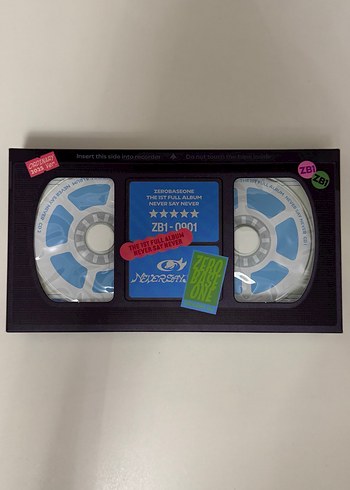 Insert this side into recorder
Do not touch the tape inside
ZB1
ZB1
ZEROBASEONE
THE 1ST FULL ALBUM
NEVER SAY NEVER
★★★★★
ZB1-0901
THE 1ST FULL ALBUM
NEVER SAY NEVER
ZERO
BASE
ONE